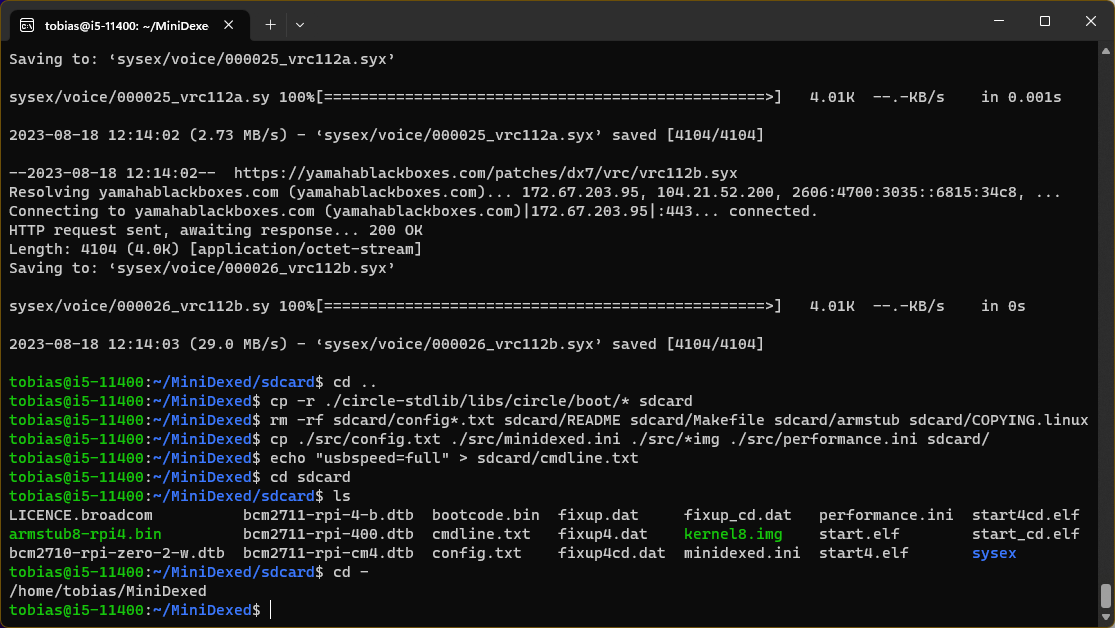 tobias@i5-11400: ~/MiniDexe
Saving to: ‘sysex/voice/000025_vrc112a.syx’
sysex/voice/000025_vrc112a.sy 100%[=================================================>]   4.01K  --.-KB/s    in 0.001s
2023-08-18 12:14:02 (2.73 MB/s) - ‘sysex/voice/000025_vrc112a.syx’ saved [4104/4104]
--2023-08-18 12:14:02--  https://yamahablackboxes.com/patches/dx7/vrc/vrc112b.syx
Resolving yamahablackboxes.com (yamahablackboxes.com)... 172.67.203.95, 104.21.52.200, 2606:4700:3035::6815:34c8, ...
Connecting to yamahablackboxes.com (yamahablackboxes.com)|172.67.203.95|:443... connected.
HTTP request sent, awaiting response... 200 OK
Length: 4104 (4.0K) [application/octet-stream]
Saving to: ‘sysex/voice/000026_vrc112b.syx’
sysex/voice/000026_vrc112b.sy 100%[=================================================>]   4.01K  --.-KB/s    in 0s
2023-08-18 12:14:03 (29.0 MB/s) - ‘sysex/voice/000026_vrc112b.syx’ saved [4104/4104]
tobias@i5-11400:~/MiniDexed/sdcard$ cd ..
tobias@i5-11400:~/MiniDexed$ cp -r ./circle-stdlib/libs/circle/boot/* sdcard
tobias@i5-11400:~/MiniDexed$ rm -rf sdcard/config*.txt sdcard/README sdcard/Makefile sdcard/armstub sdcard/COPYING.linux
tobias@i5-11400:~/MiniDexed$ cp ./src/config.txt ./src/minidexed.ini ./src/*img ./src/performance.ini sdcard/
tobias@i5-11400:~/MiniDexed$ echo "usbspeed=full" > sdcard/cmdline.txt
tobias@i5-11400:~/MiniDexed$ cd sdcard
tobias@i5-11400:~/MiniDexed/sdcard$ ls
LICENCE.broadcom          bcm2711-rpi-4-b.dtb  bootcode.bin  fixup.dat     fixup_cd.dat   performance.ini  start4cd.elf
armstub8-rpi4.bin         bcm2711-rpi-400.dtb  cmdline.txt   fixup4.dat    kernel8.img    start.elf        start_cd.elf
bcm2710-rpi-zero-2-w.dtb  bcm2711-rpi-cm4.dtb  config.txt    fixup4cd.dat  minidexed.ini  start4.elf       sysex
tobias@i5-11400:~/MiniDexed/sdcard$ cd -
/home/tobias/MiniDexed
tobias@i5-11400:~/MiniDexed$